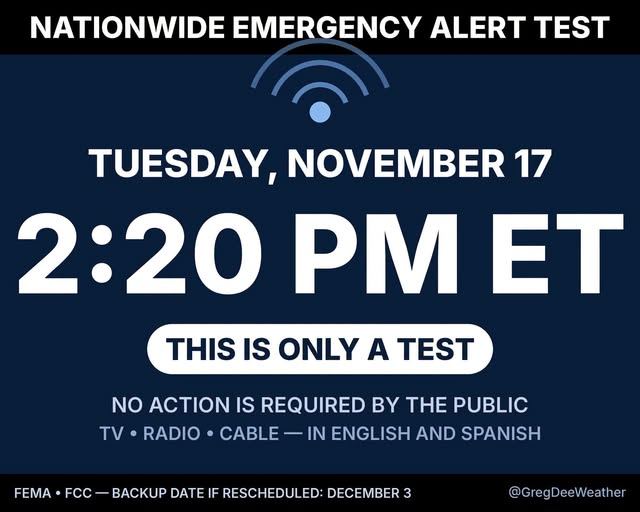 NATIONWIDE EMERGENCY ALERT TEST
TUESDAY, NOVEMBER 17
2:20 PM ET
THIS IS ONLY A TEST
NO ACTION IS REQUIRED BY THE PUBLIC
TV • RADIO • CABLE — IN ENGLISH AND SPANISH
FEMA • FCC — BACKUP DATE IF RESCHEDULED: DECEMBER 3
@GregDeeWeather